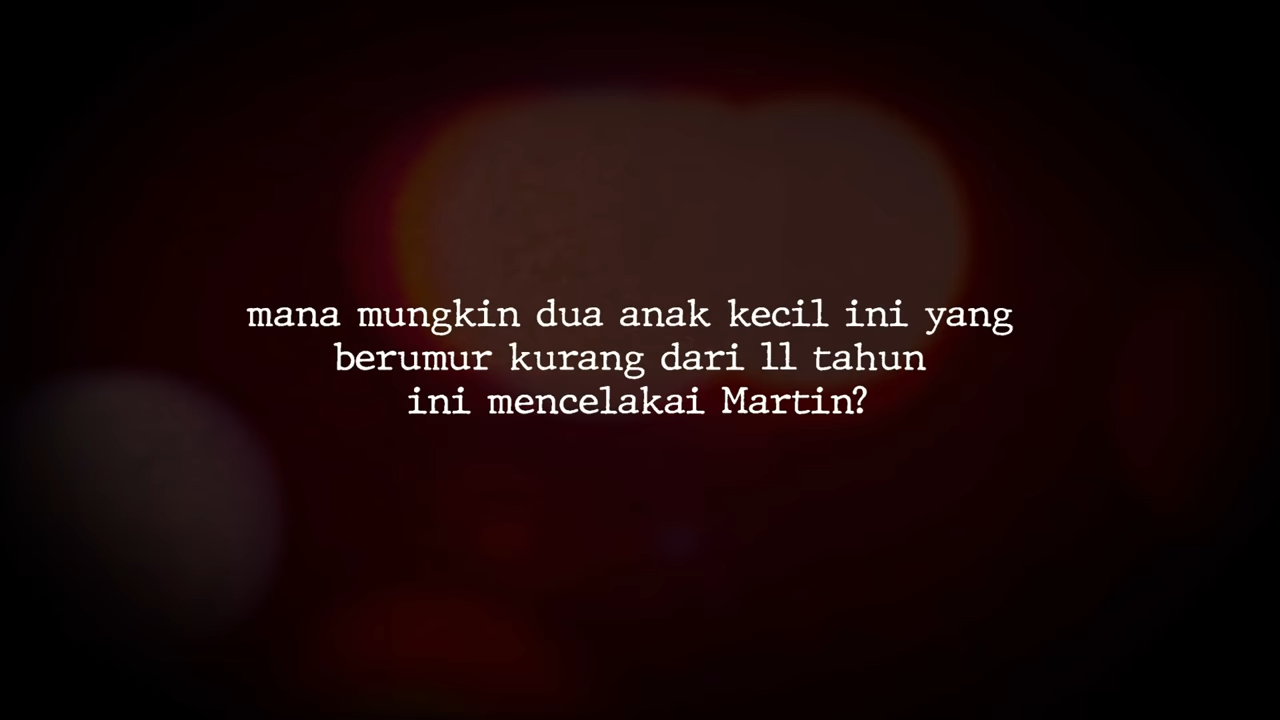 mana mungkin dua anak kecil ini yang
berumur kurang dari 11 tahun
ini mencelakai Martin?